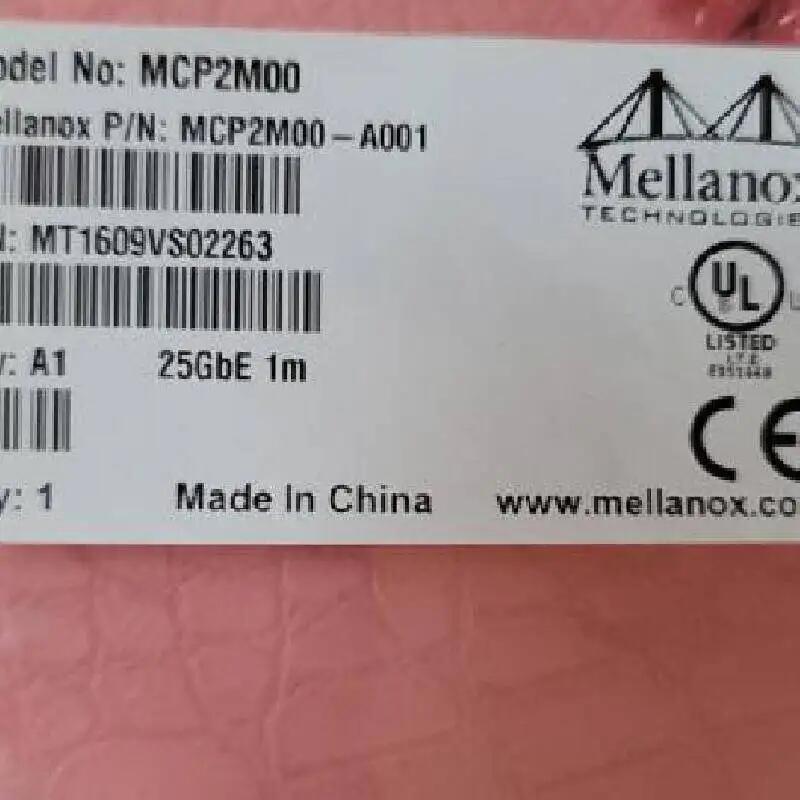 odel No: MCP2M00
ellanox P/N: MCP2M00-A001
Mellanox
TECHNOLOGIE
N: MT1609VS02263
C UL
LISTED
I.T.E.
v: A1 25GbE 1m
CE
y: 1 Made In China www.mellanox.co